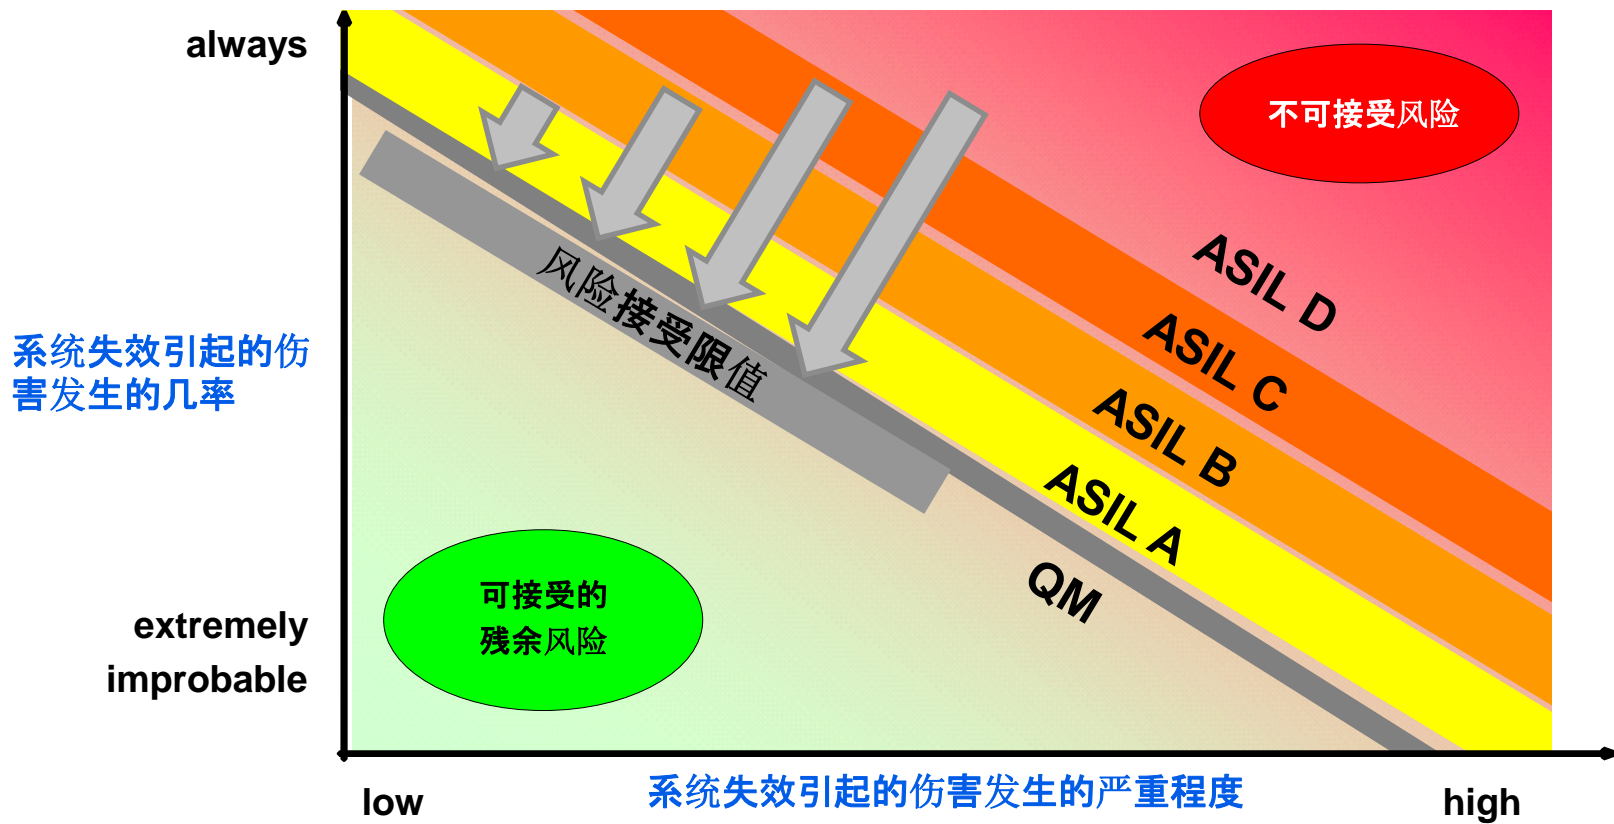 always
不可接受风险
ASIL D
ASIL C
ASIL B
ASIL A
QM
风险接受限值
系统失效引起的伤
害发生的几率
可接受的
残余风险
extremely
improbable
low
系统失效引起的伤害发生的严重程度
high